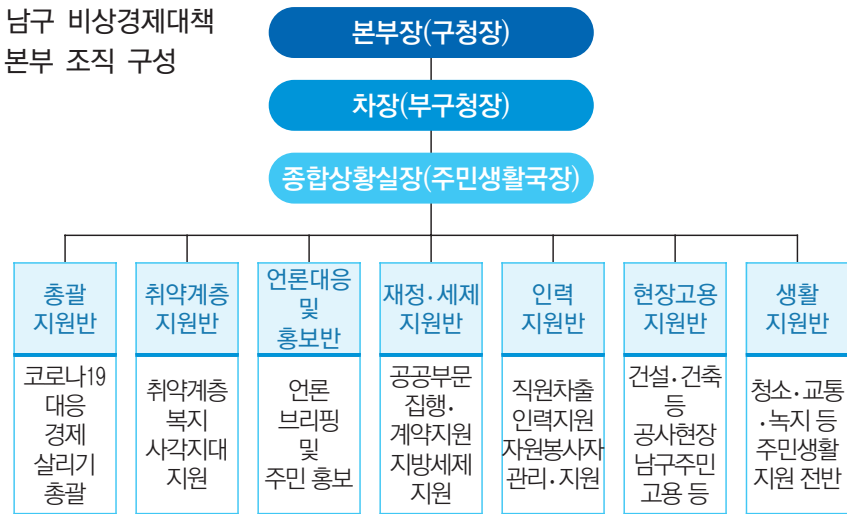 남구 비상경제대책
본부 조직 구성
본부장(구청장)
차장(부구청장)
종합상황실장(주민생활국장)
총괄
지원반
코로나19
대응
경제
살리기
총괄
취약계층
지원반
취약계층
복지
사각지대
지원
언론대응
및
홍보반
언론
브리핑
및
주민 홍보
재정·세제
지원반
공공부문
집행·
계약지원
지방세제
지원
인력
지원반
직원차출
인력지원
자원봉사자
관리·지원
현장고용
지원반
건설·건축
등
공사현장
남구주민
고용 등
생활
지원반
청소·교통
·녹지 등
주민생활
지원 전반